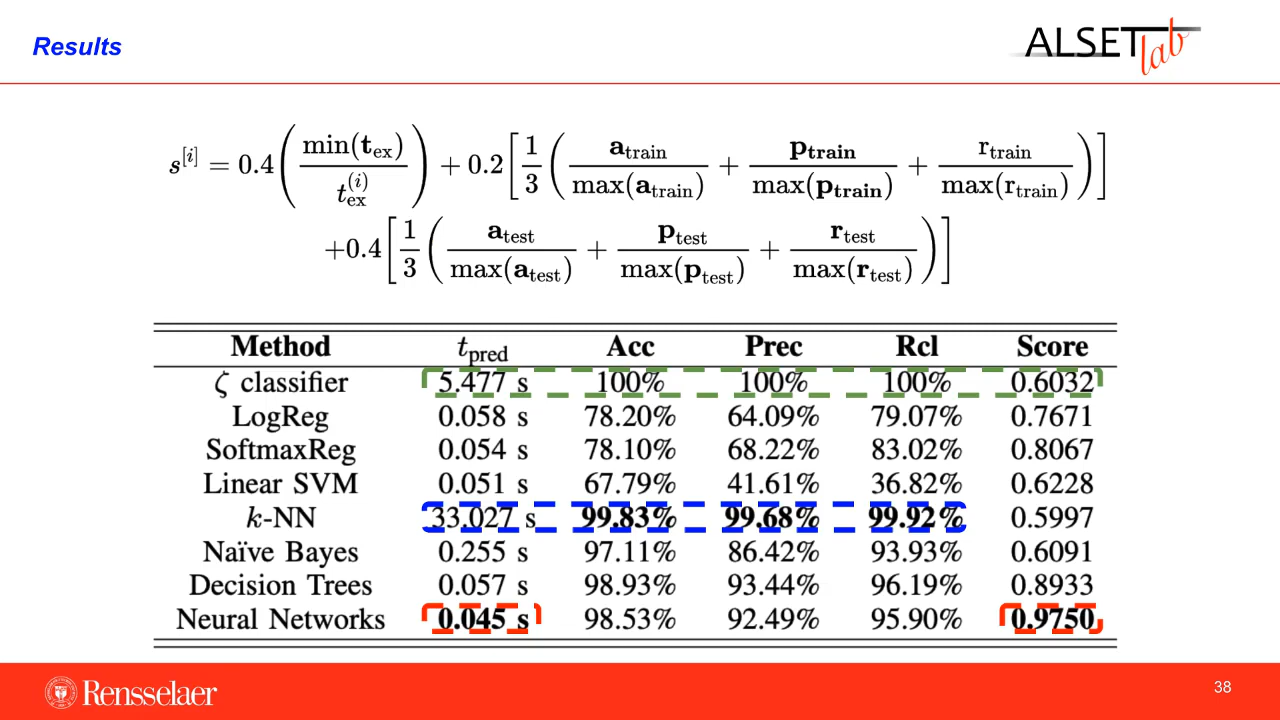 Results
ALSET lab
s^{[i]} = 0.4 ( min(t_ex) / t_ex^{(i)} ) + 0.2 [ 1/3 ( a_train / max(a_train) + p_train / max(p_train) + r_train / max(r_train) ) ]
+0.4 [ 1/3 ( a_test / max(a_test) + p_test / max(p_test) + r_test / max(r_test) ) ]
Method t_pred Acc Prec Rcl Score
ζ classifier 5.477 s 100% 100% 100% 0.6032
LogReg 0.058 s 78.20% 64.09% 79.07% 0.7671
SoftmaxReg 0.054 s 78.10% 68.22% 83.02% 0.8067
Linear SVM 0.051 s 67.79% 41.61% 36.82% 0.6228
k-NN 33.027 s 99.83% 99.68% 99.92% 0.5997
Naïve Bayes 0.255 s 97.11% 86.42% 93.93% 0.6091
Decision Trees 0.057 s 98.93% 93.44% 96.19% 0.8933
Neural Networks 0.045 s 98.53% 92.49% 95.90% 0.9750
Rensselaer
38